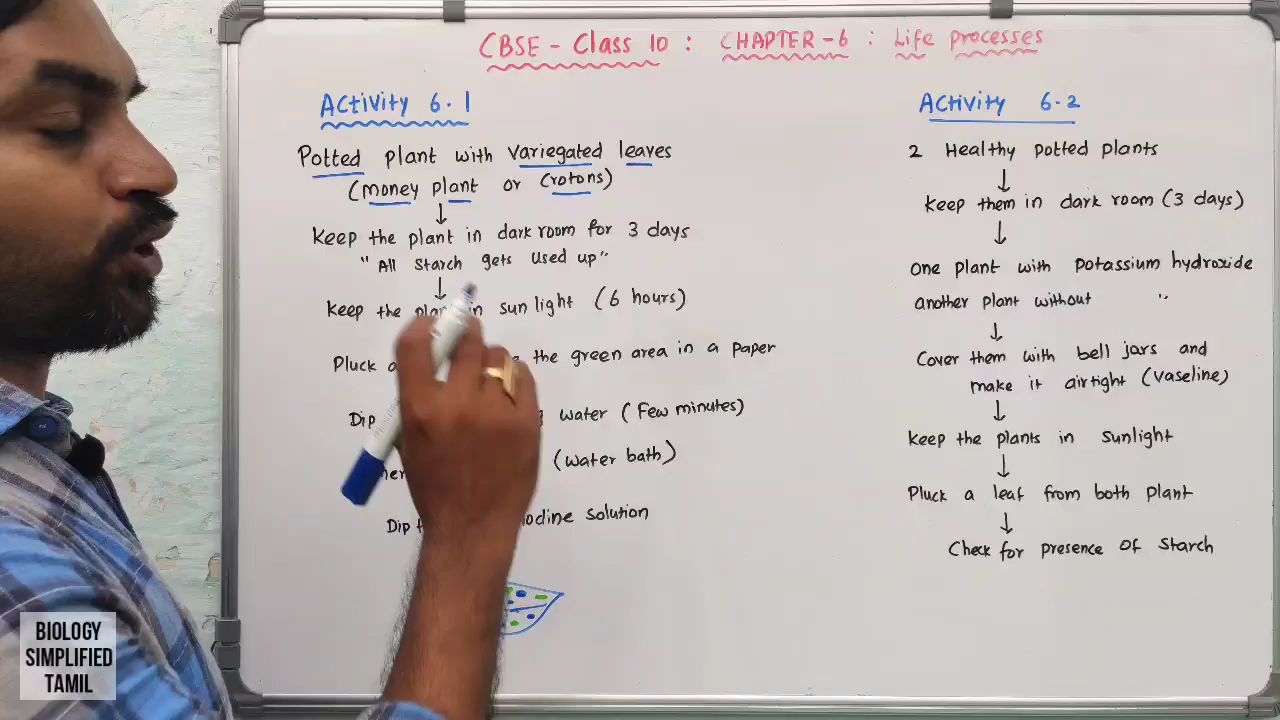 CBSE - Class 10 : CHAPTER - 6 : Life processes
Activity 6.1
Potted plant with variegated leaves
(money plant or Crotons)
Keep the plant in dark room for 3 days
"All Starch gets used up"
Keep the plant in sun light (6 hours)
Pluck a the green area in a paper
Dip water (Few minutes)
(water bath)
Dip solution
Activity 6.2
2 Healthy potted plants
Keep them in dark room (3 days)
One plant with Potassium hydroxide
another plant without "
Cover them with bell jars and
make it airtight (vaseline)
Keep the plants in sunlight
Pluck a leaf from both plant
Check for presence of starch
BIOLOGY
SIMPLIFIED
TAMIL